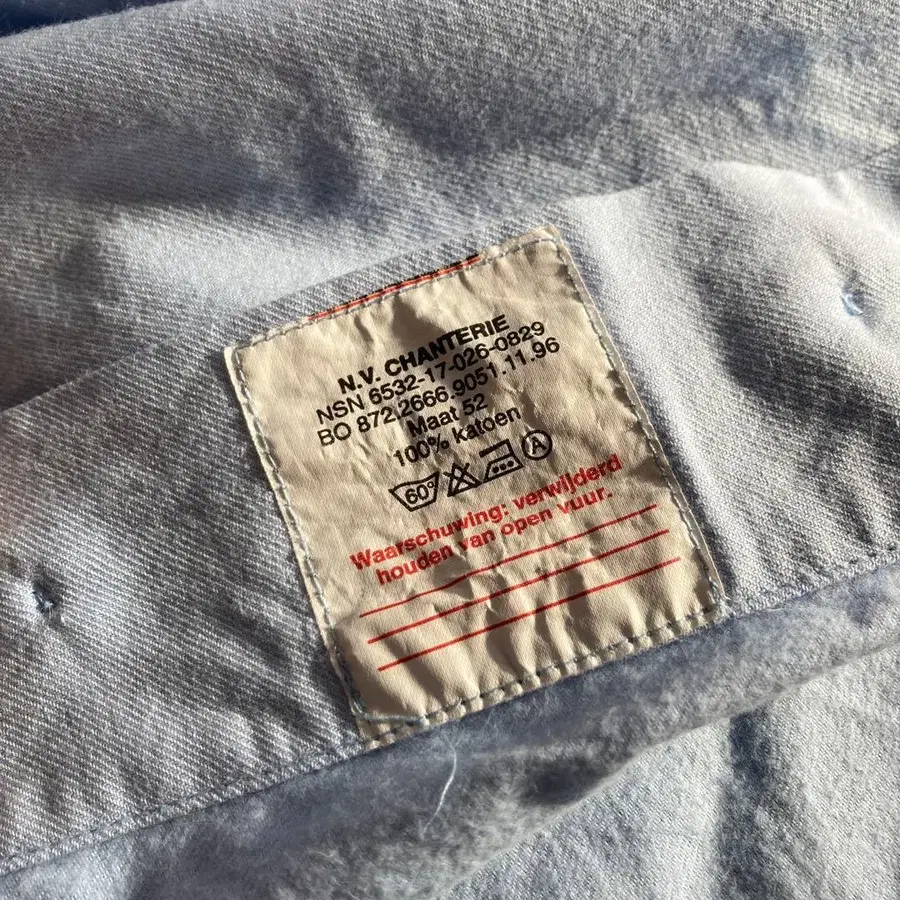 N.V. CHANTERIE
NSN 6532-17-026-0829
BO 872.2666.9051.11.96
Maat 52
100% katoen
60° A
Waarschuwing: verwijderd
houden van open vuur.